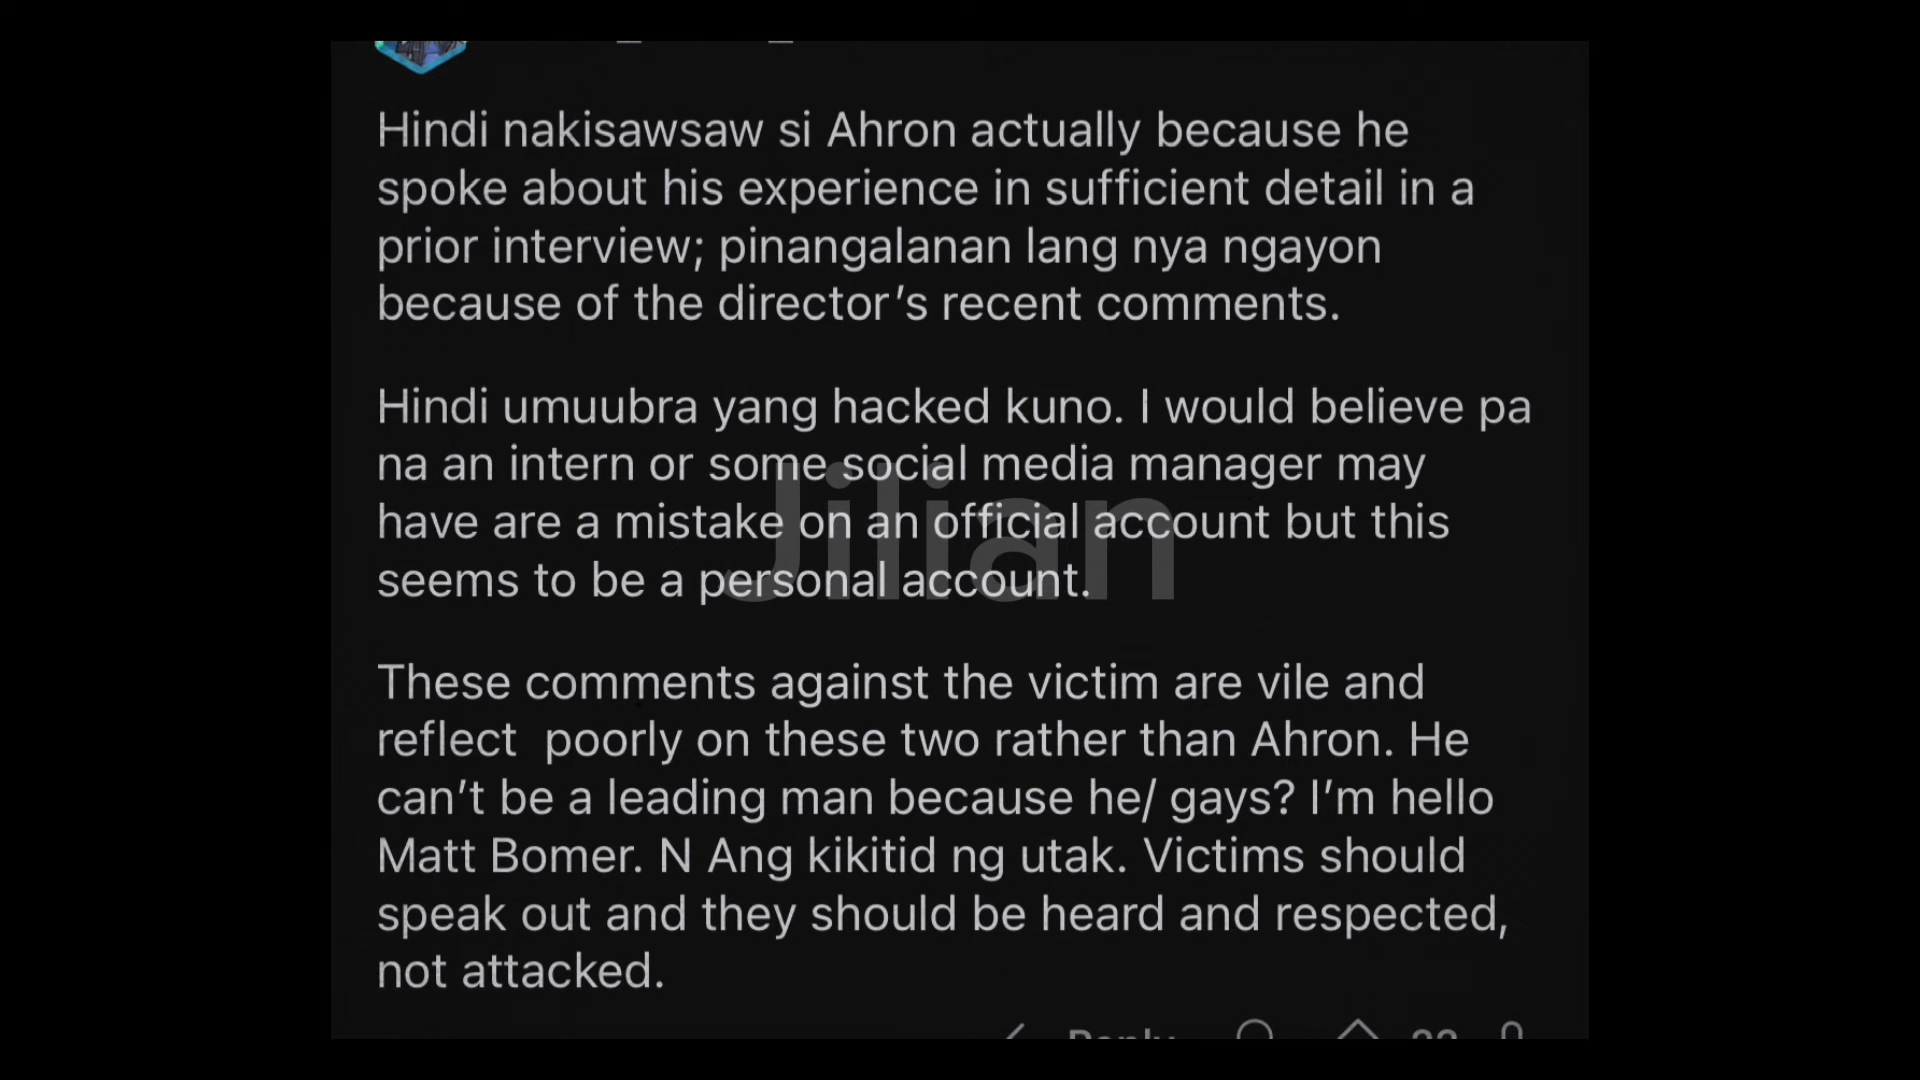 Hindi nakisawsaw si Ahron actually because he
spoke about his experience in sufficient detail in a
prior interview; pinangalanan lang nya ngayon
because of the director’s recent comments.
Hindi umuubra yang hacked kuno. I would believe pa
na an intern or some social media manager may
have are a mistake on an official account but this
seems to be a personal account.
Jilian
These comments against the victim are vile and
reflect  poorly on these two rather than Ahron. He
can’t be a leading man because he/ gays? I’m hello
Matt Bomer. N Ang kikitid ng utak. Victims should
speak out and they should be heard and respected,
not attacked.
Reply